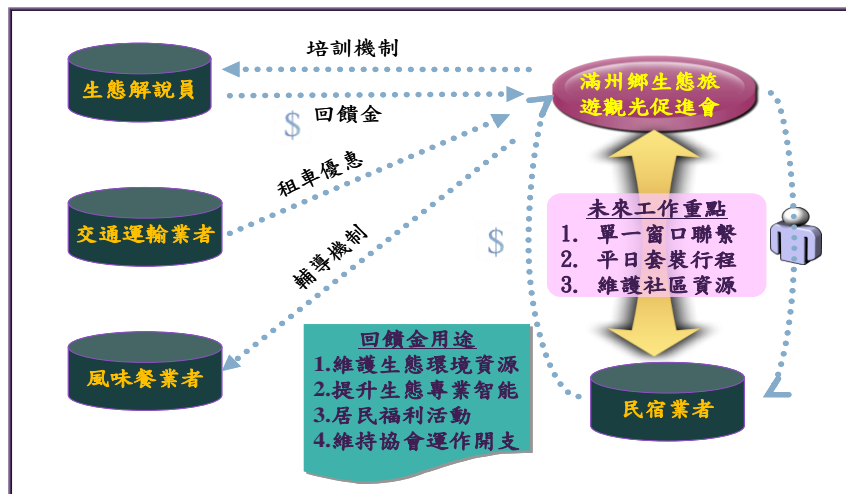 培訓機制
生態解說員
滿州鄉生態旅
遊觀光促進會
$
回饋金
租車優惠
交通運輸業者
未來工作重點
1. 單一窗口聯繫
2. 平日套裝行程
3. 維護社區資源
$
輔導機制
風味餐業者
回饋金用途
1.維護生態環境資源
2.提升生態專業智能
3.居民福利活動
4.維持協會運作開支
民宿業者